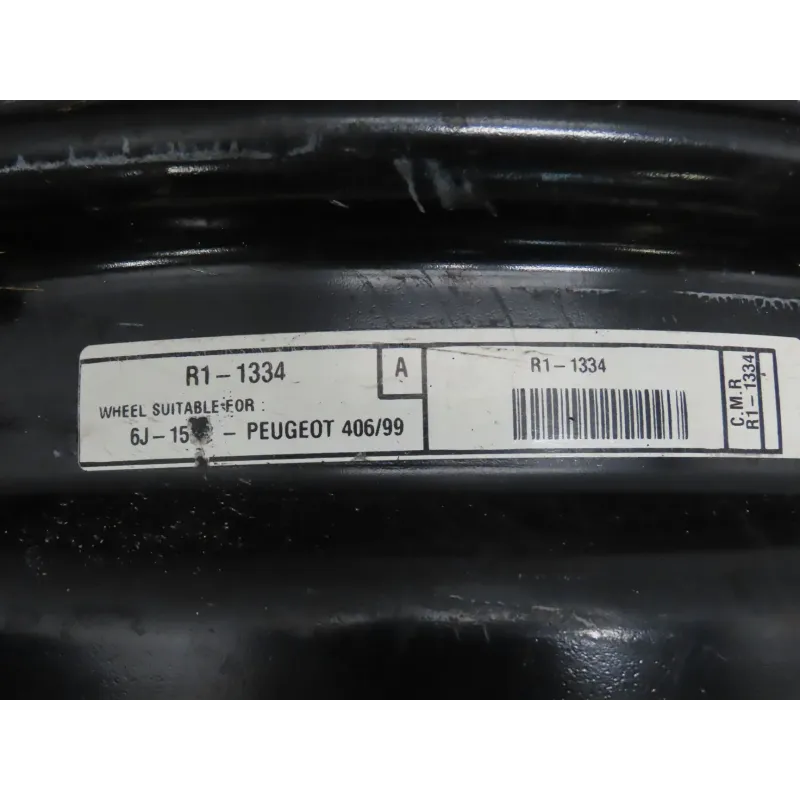 R1-1334
A
WHEEL SUITABLE FOR :
6J-15 - PEUGEOT 406/99
R1-1334
C.M.R
R1-1334